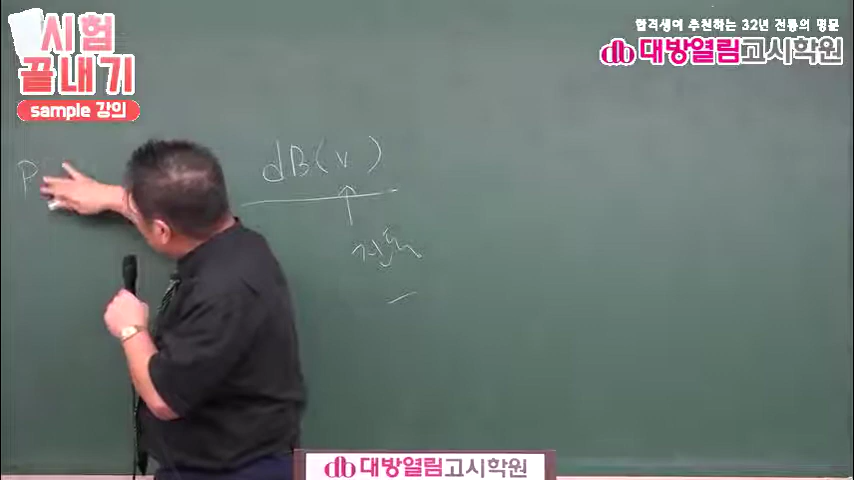 시험
끝내기
sample 강의
합격생이 추천하는 32년 전통의 명문
db 대방열림고시학원
P
dB(v)
db 대방열림고시학원